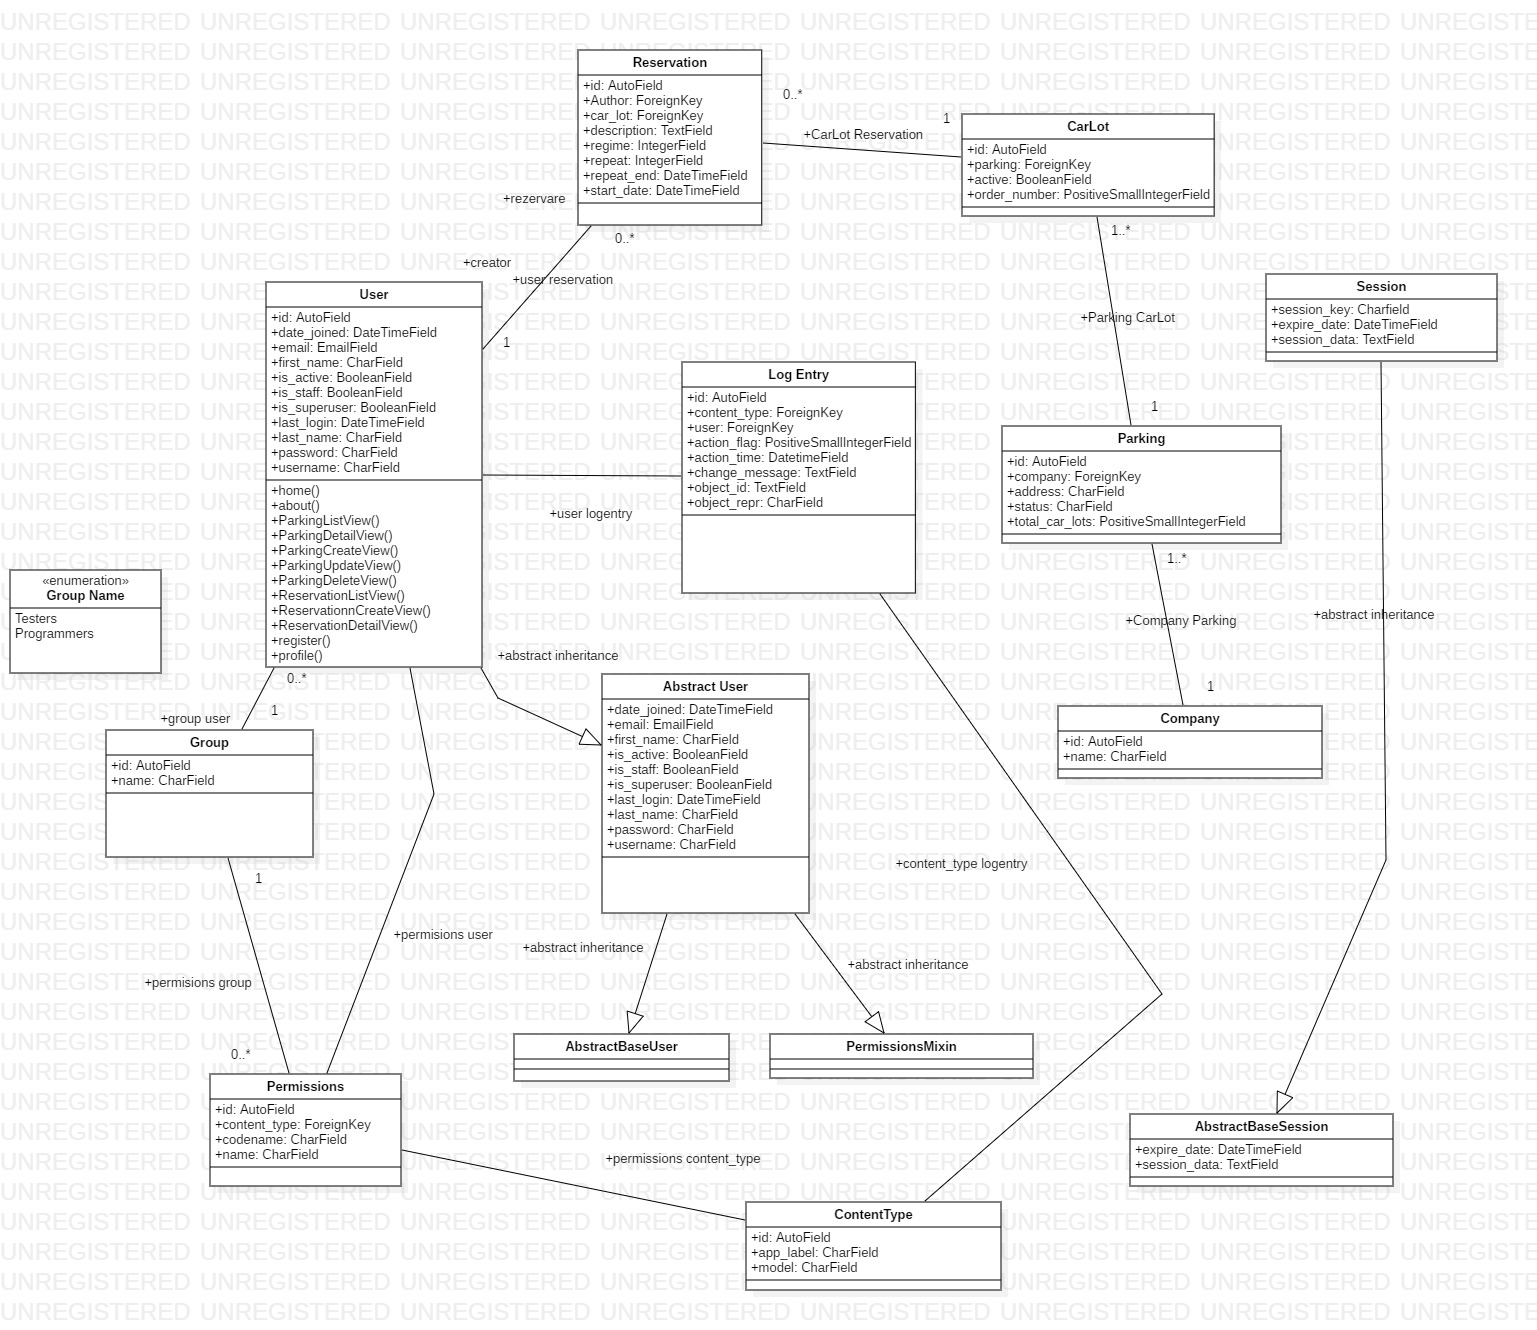 Reservation
+id: AutoField
+Author: ForeignKey
+car_lot: ForeignKey
+description: TextField
+regime: IntegerField
+repeat: IntegerField
+repeat_end: DateTimeField
+start_date: DateTimeField
0..*
+CarLot Reservation
1
CarLot
+id: AutoField
+parking: ForeignKey
+active: BooleanField
+order_number: PositiveSmallIntegerField
+rezervare
0..*
+creator
+user reservation
1
1..*
+Parking CarLot
1
User
+id: AutoField
+date_joined: DateTimeField
+email: EmailField
+first_name: CharField
+is_active: BooleanField
+is_staff: BooleanField
+is_superuser: BooleanField
+last_login: DateTimeField
+last_name: CharField
+password: CharField
+username: CharField
+home()
+about()
+ParkingListView()
+ParkingDetailView()
+ParkingCreateView()
+ParkingUpdateView()
+ParkingDeleteView()
+ReservationListView()
+ReservationnCreateView()
+ReservationDetailView()
+register()
+profile()
Log Entry
+id: AutoField
+content_type: ForeignKey
+user: ForeignKey
+action_flag: PositiveSmallIntegerField
+action_time: DatetimeField
+change_message: TextField
+object_id: TextField
+object_repr: CharField
+user logentry
Session
+session_key: Charfield
+expire_date: DateTimeField
+session_data: TextField
Parking
+id: AutoField
+company: ForeignKey
+address: CharField
+status: CharField
+total_car_lots: PositiveSmallIntegerField
1..*
+Company Parking
1
+abstract inheritance
Company
+id: AutoField
+name: CharField
«enumeration»
Group Name
Testers
Programmers
0..*
1
+group user
Group
+id: AutoField
+name: CharField
+abstract inheritance
Abstract User
+date_joined: DateTimeField
+email: EmailField
+first_name: CharField
+is_active: BooleanField
+is_staff: BooleanField
+is_superuser: BooleanField
+last_login: DateTimeField
+last_name: CharField
+password: CharField
+username: CharField
+content_type logentry
1
+permisions user
+permisions group
0..*
+abstract inheritance
+abstract inheritance
AbstractBaseUser
PermissionsMixin
Permissions
+id: AutoField
+content_type: ForeignKey
+codename: CharField
+name: CharField
+permissions content_type
AbstractBaseSession
+expire_date: DateTimeField
+session_data: TextField
ContentType
+id: AutoField
+app_label: CharField
+model: CharField
UNREGISTERED